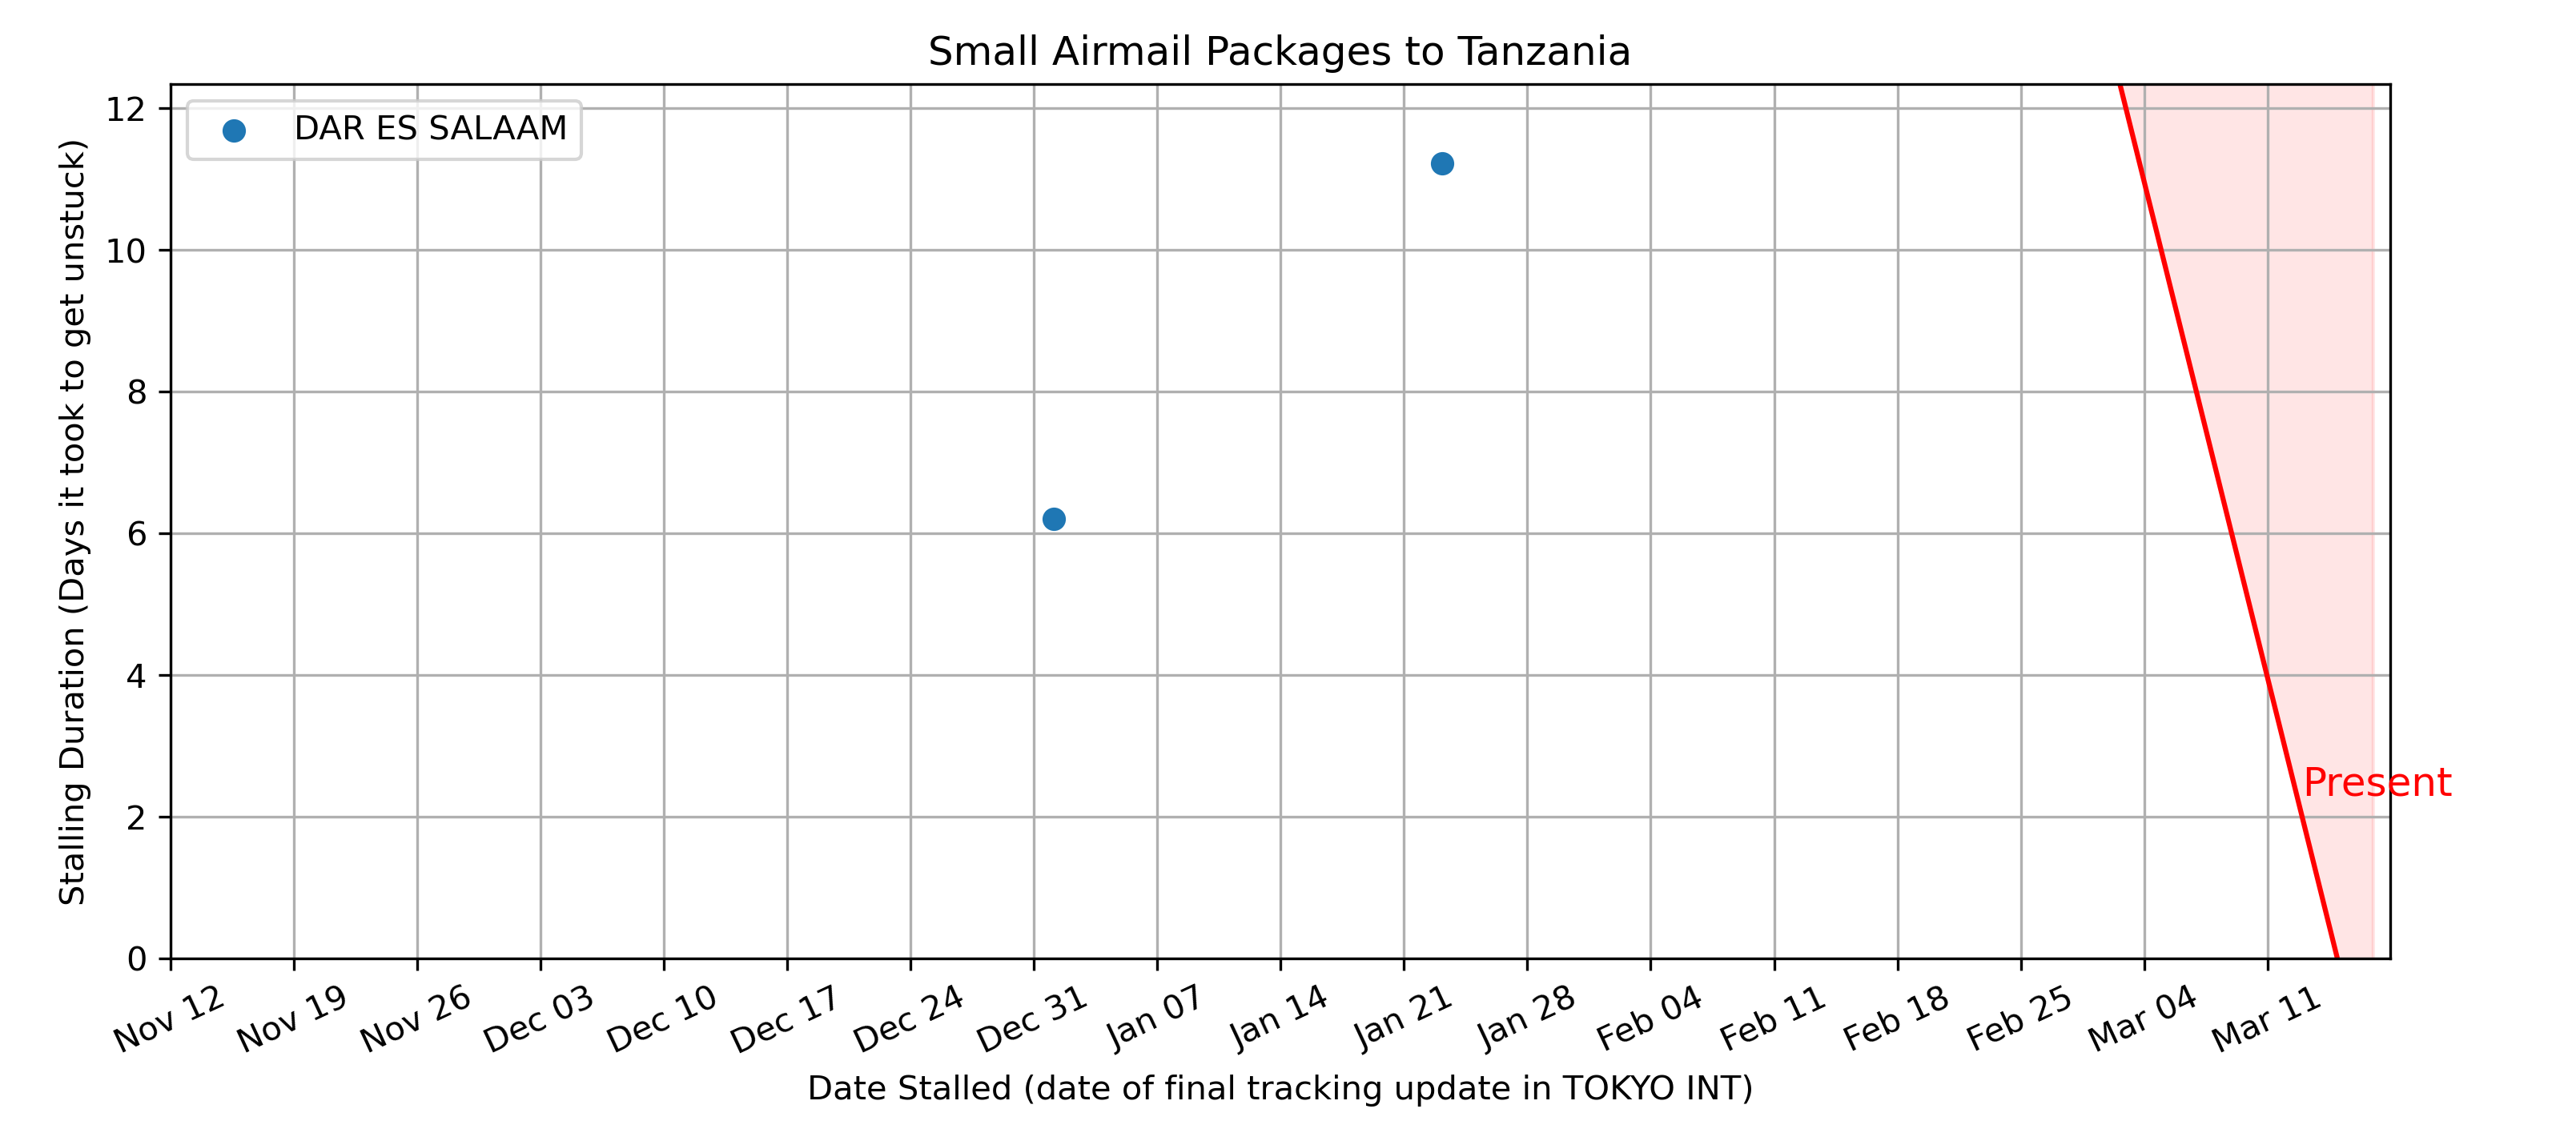 Small Airmail Packages to Tanzania
DAR ES SALAAM
Stalling Duration (Days it took to get unstuck)
12
10
8
6
4
2
0
Present
Nov 12
Nov 19
Nov 26
Dec 03
Dec 10
Dec 17
Dec 24
Dec 31
Jan 07
Jan 14
Jan 21
Jan 28
Feb 04
Feb 11
Feb 18
Feb 25
Mar 04
Mar 11
Date Stalled (date of final tracking update in TOKYO INT)